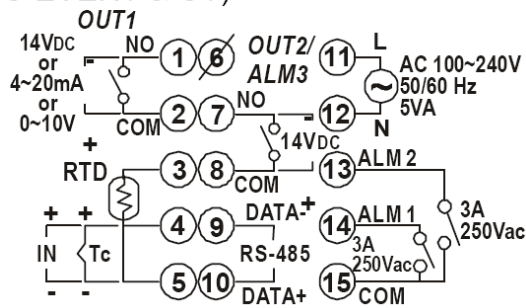 OUT1
14VDC
or
4~20mA
or
0~10V
- NO
COM
+
1 6
2 7
3 8
4 9
5 10
OUT2/
ALM3
NO
-
14VDC
COM
+
11 L
12 N
13 ALM 2
14 ALM 1
15 COM
AC 100~240V
50/60 Hz
5VA
RTD
+ +
IN Tc
- -
DATA-
RS-485
DATA+
3A
250Vac
3A
250Vac